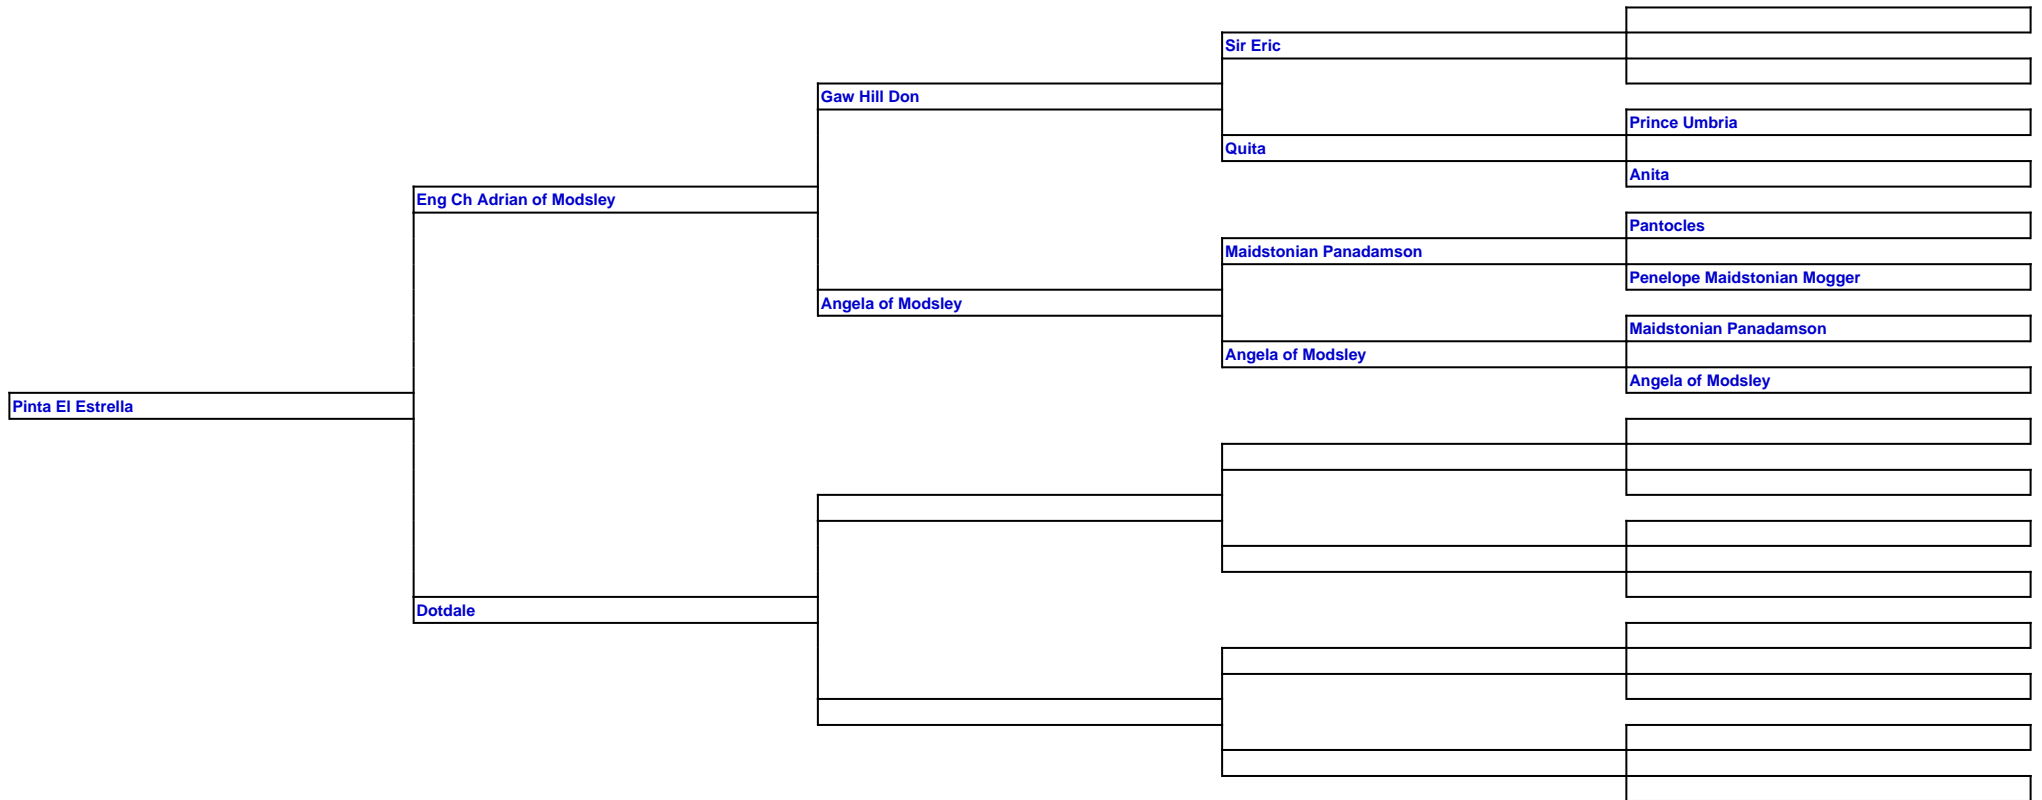 Sir Eric
Gaw Hill Don
Prince Umbria
Quita
Anita
Eng Ch Adrian of Modsley
Pantocles
Maidstonian Panadamson
Penelope Maidstonian Mogger
Angela of Modsley
Maidstonian Panadamson
Angela of Modsley
Angela of Modsley
Pinta El Estrella
Dotdale